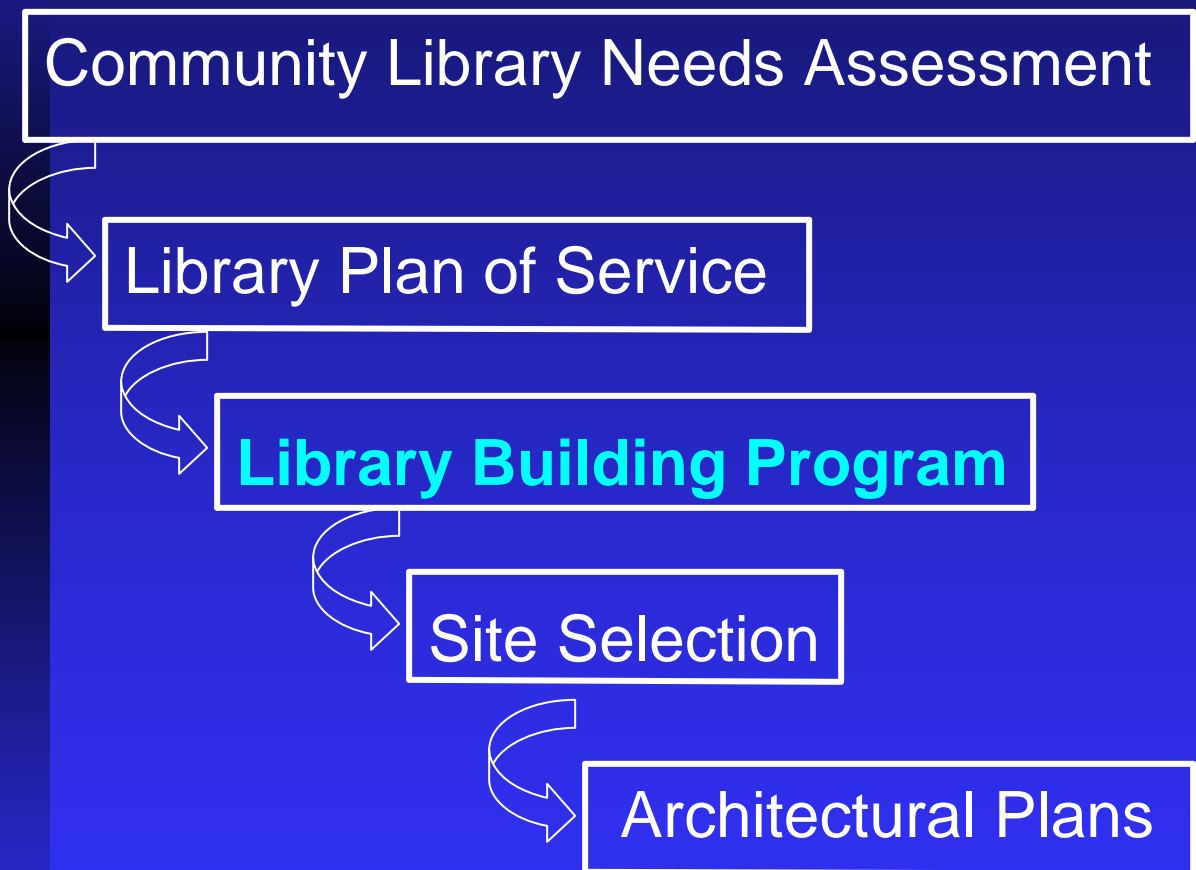 Community Library Needs Assessment
Library Plan of Service
Library Building Program
Site Selection
Architectural Plans